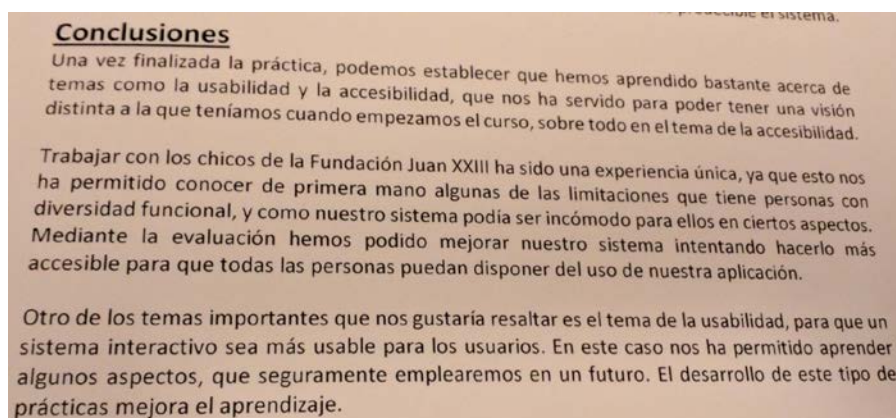 el sistema.
Conclusiones
Una vez finalizada la práctica, podemos establecer que hemos aprendido bastante acerca de
temas como la usabilidad y la accesibilidad, que nos ha servido para poder tener una visión
distinta a la que teníamos cuando empezamos el curso, sobre todo en el tema de la accesibilidad.
Trabajar con los chicos de la Fundación Juan XXIII ha sido una experiencia única, ya que esto nos
ha permitido conocer de primera mano algunas de las limitaciones que tiene personas con
diversidad funcional, y como nuestro sistema podía ser incómodo para ellos en ciertos aspectos.
Mediante la evaluación hemos podido mejorar nuestro sistema intentando hacerlo más
accesible para que todas las personas puedan disponer del uso de nuestra aplicación.
Otro de los temas importantes que nos gustaría resaltar es el tema de la usabilidad, para que un
sistema interactivo sea más usable para los usuarios. En este caso nos ha permitido aprender
algunos aspectos, que seguramente emplearemos en un futuro. El desarrollo de este tipo de
prácticas mejora el aprendizaje.